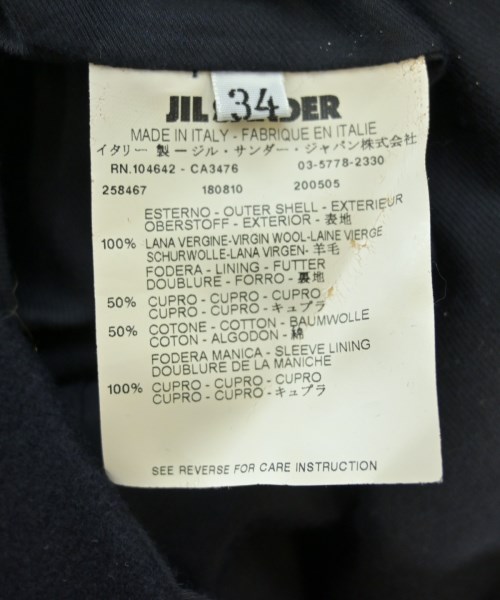 34
JIL SANDER
MADE IN ITALY - FABRIQUE EN ITALIE
イタリー 製 ージル・サンダー・ジャパン株式会社
RN.104642 - CA3476 03-5778-2330
258467 180810 200505
ESTERNO - OUTER SHELL - EXTERIEUR
OBERSTOFF - EXTERIOR - 表地
100% LANA VERGINE-VIRGIN WOOL-LAINE VIERGE
SCHURWOLLE-LANA VIRGEN- 羊毛
FODERA - LINING - FUTTER
DOUBLURE - FORRO - 裏地
50% CUPRO - CUPRO - CUPRO
CUPRO - CUPRO - キュプラ
50% COTONE - COTTON - BAUMWOLLE
COTON - ALGODON - 綿
FODERA MANICA - SLEEVE LINING
DOUBLURE DE LA MANICHE
100% CUPRO - CUPRO - CUPRO
CUPRO - CUPRO - キュプラ
SEE REVERSE FOR CARE INSTRUCTION